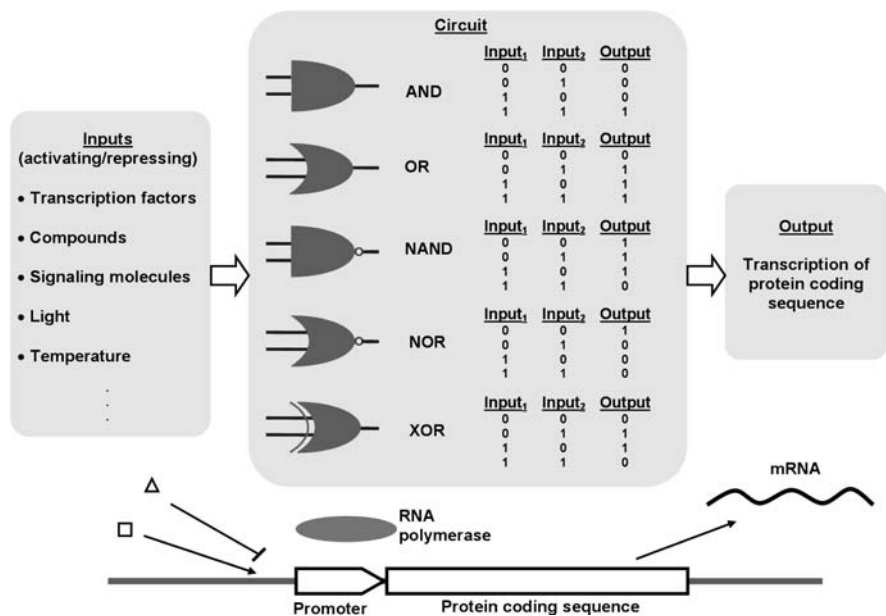 Circuit
Inputs
(activating/repressing)
• Transcription factors
• Compounds
• Signaling molecules
• Light
• Temperature
.
.
.
AND
Input1 Input2 Output
0 0 0
0 1 0
1 0 0
1 1 1
OR
Input1 Input2 Output
0 0 0
0 1 1
1 0 1
1 1 1
NAND
Input1 Input2 Output
0 0 1
0 1 1
1 0 1
1 1 0
NOR
Input1 Input2 Output
0 0 1
0 1 0
1 0 0
1 1 0
XOR
Input1 Input2 Output
0 0 0
0 1 1
1 0 1
1 1 0
Output
Transcription of
protein coding
sequence
mRNA
RNA
polymerase
Promoter
Protein coding sequence